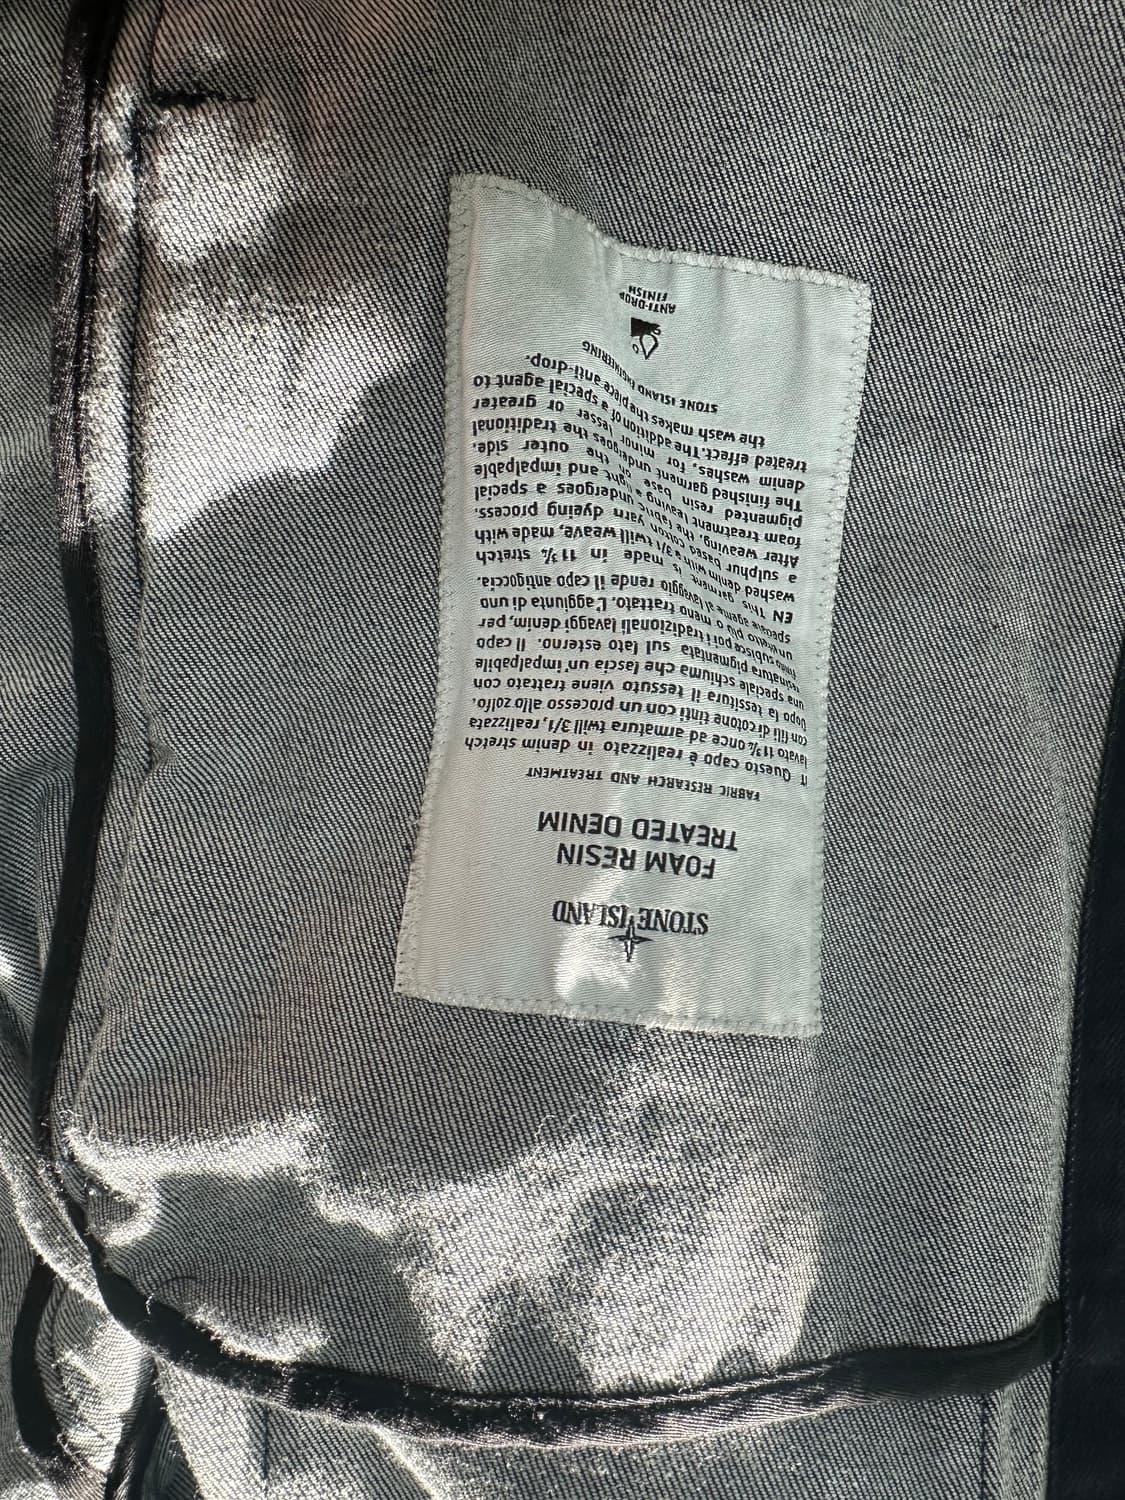 STONE ISLAND
FOAM RESIN
TREATED DENIM
FABRIC RESEARCH AND TREATMENT
IT Questo capo è realizzato in denim stretch
lavato 11¾ once ad armatura twill 3/1, realizzata
con fili di cotone tinti con un processo allo zolfo.
Dopo la tessitura il tessuto viene trattato con
una speciale schiuma che lascia un'impalpabile
resinatura pigmentata sul lato esterno. Il capo
finito subisce poi i tradizionali lavaggi denim, per
un effetto più o meno trattato. L'aggiunta di uno
speciale agente al lavaggio rende il capo antigoccia.
EN This garment is made in 11¾ stretch
washed denim with a 3/1 twill weave, made with
a sulphur based cotton yarn dyeing process.
After weaving, the fabric undergoes a special
foam treatment leaving a light and impalpable
pigmented resin base on the outer side.
The finished garment undergoes the traditional
denim washes, for minor lesser or greater
treated effect. The addition of a special agent to
the wash makes the piece anti-drop.
STONE ISLAND ENGINEERING
ANTI-DROP
FINISH